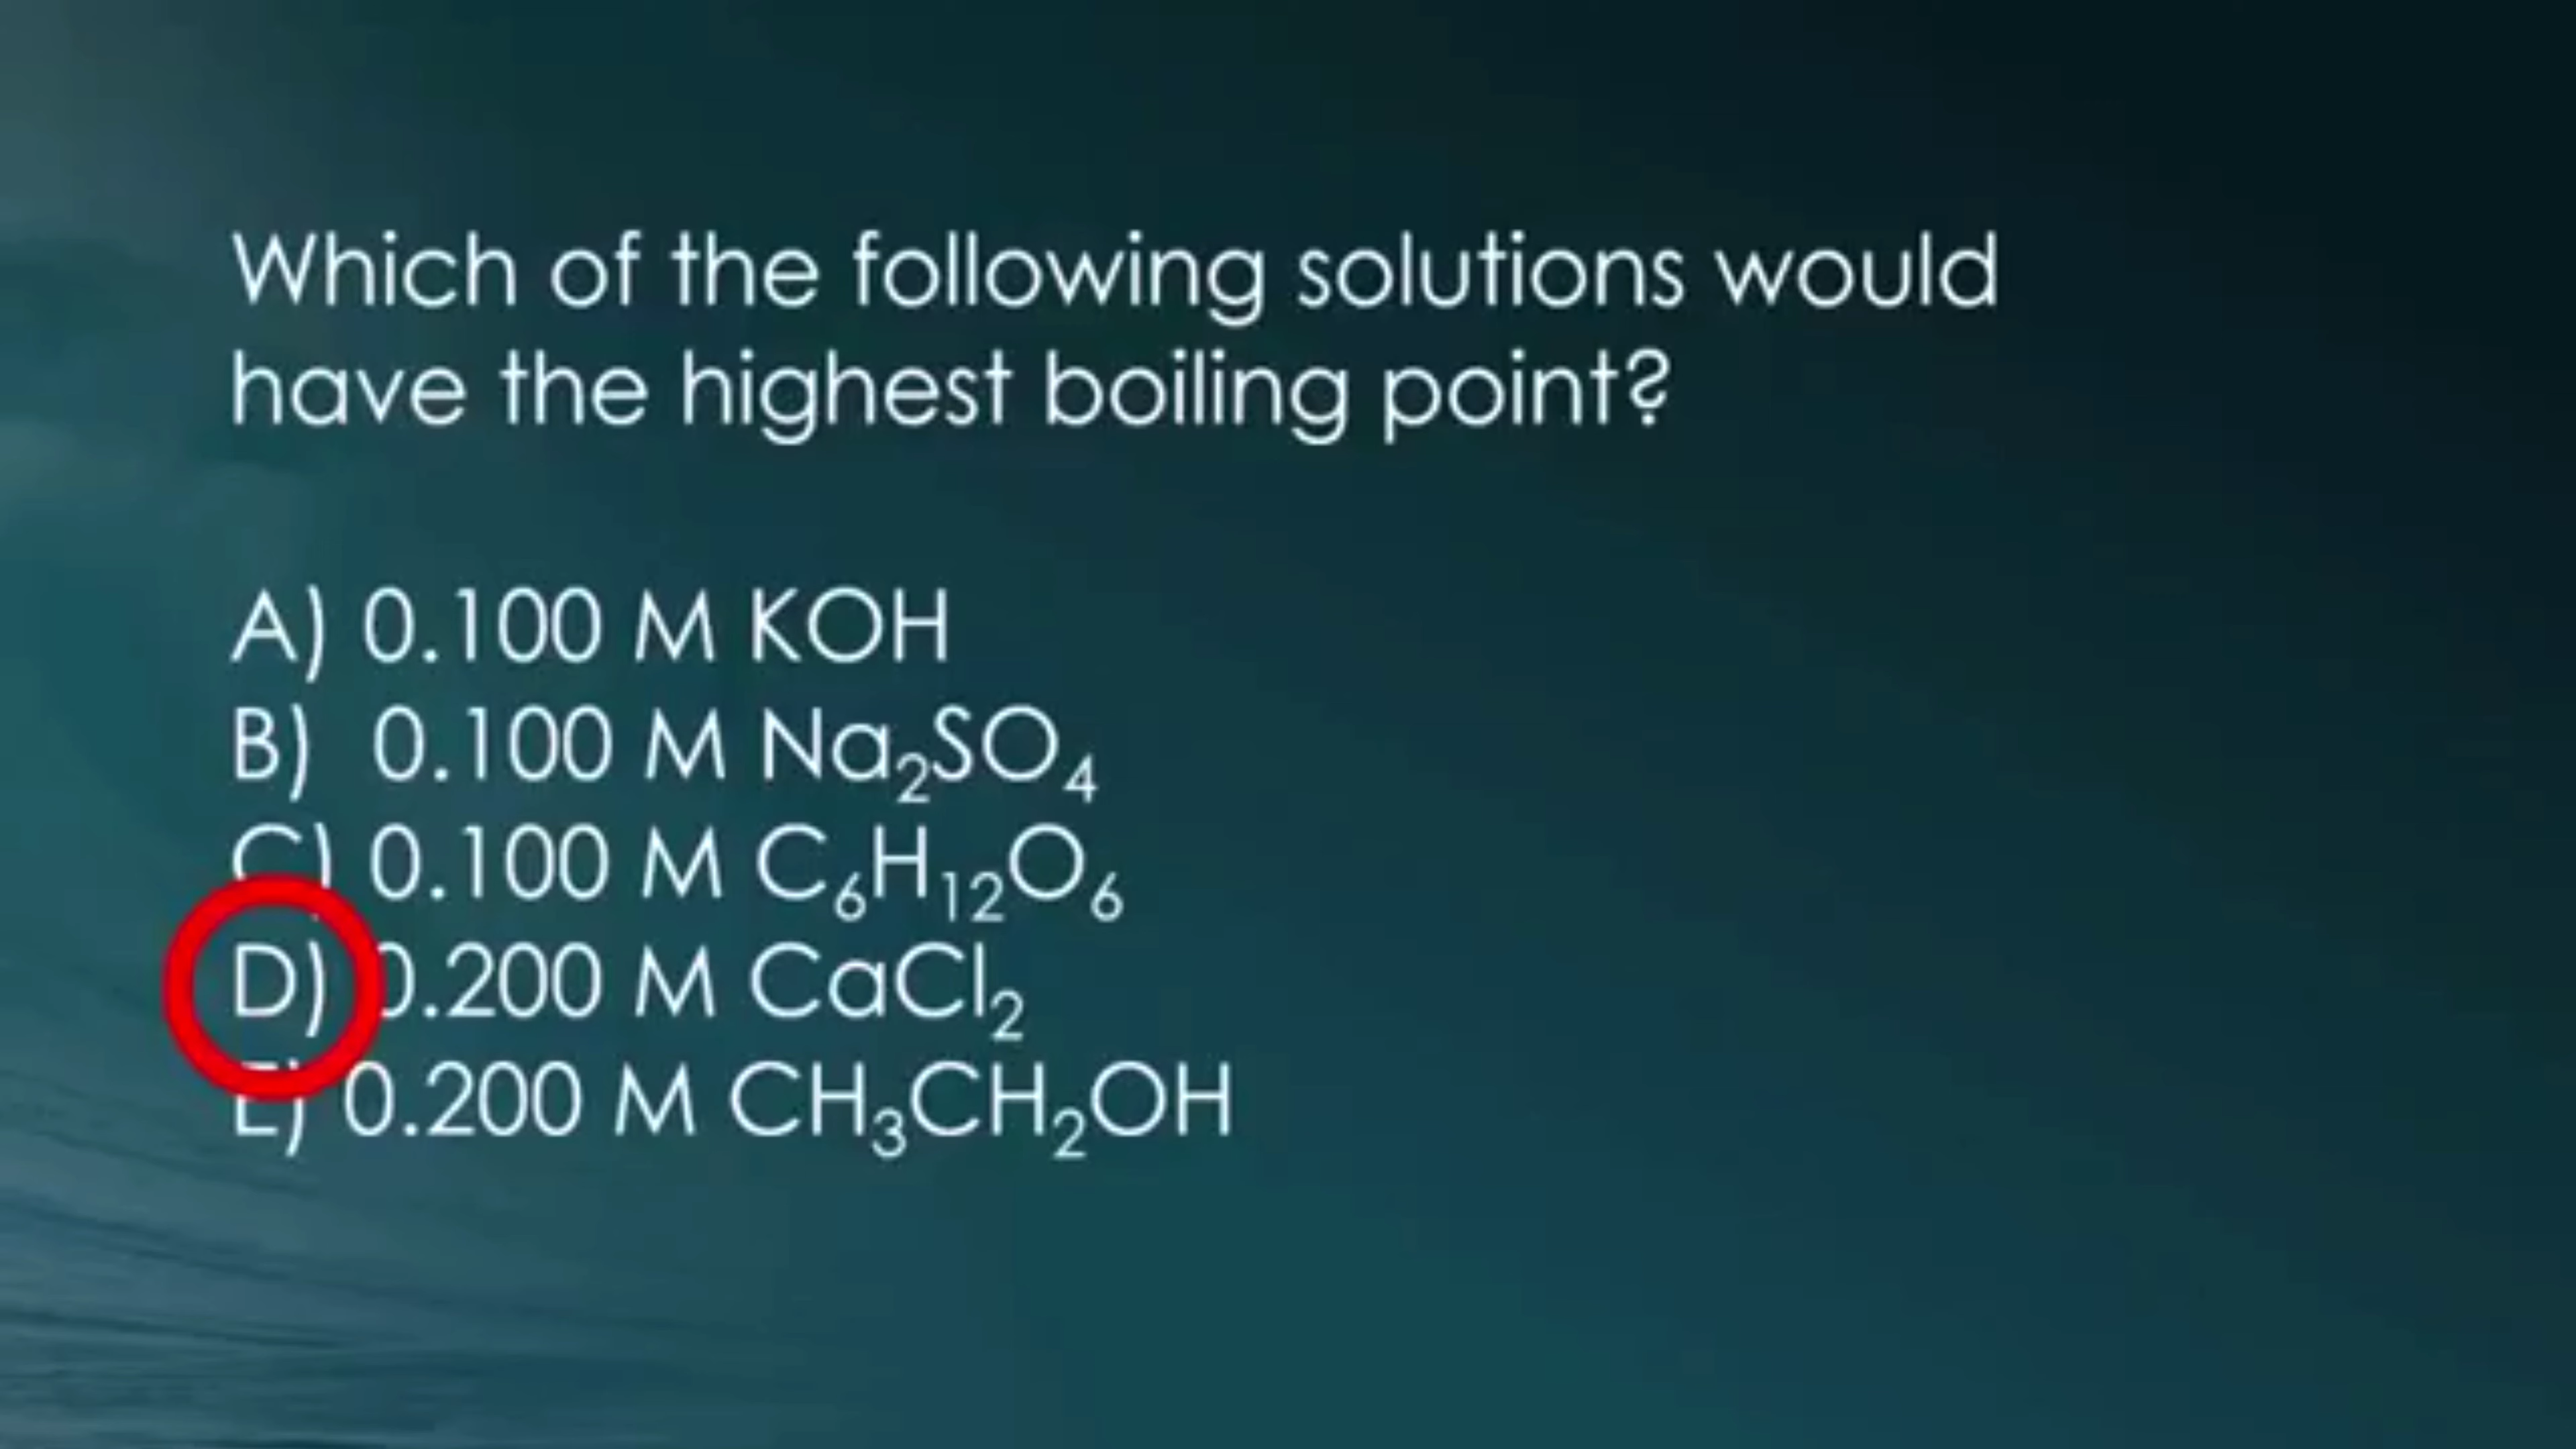 Which of the following solutions would
have the highest boiling point?
A) 0.100 M KOH
B) 0.100 M Na₂SO₄
C) 0.100 M C₆H₁₂O₆
D) 0.200 M CaCl₂
E) 0.200 M CH₃CH₂OH